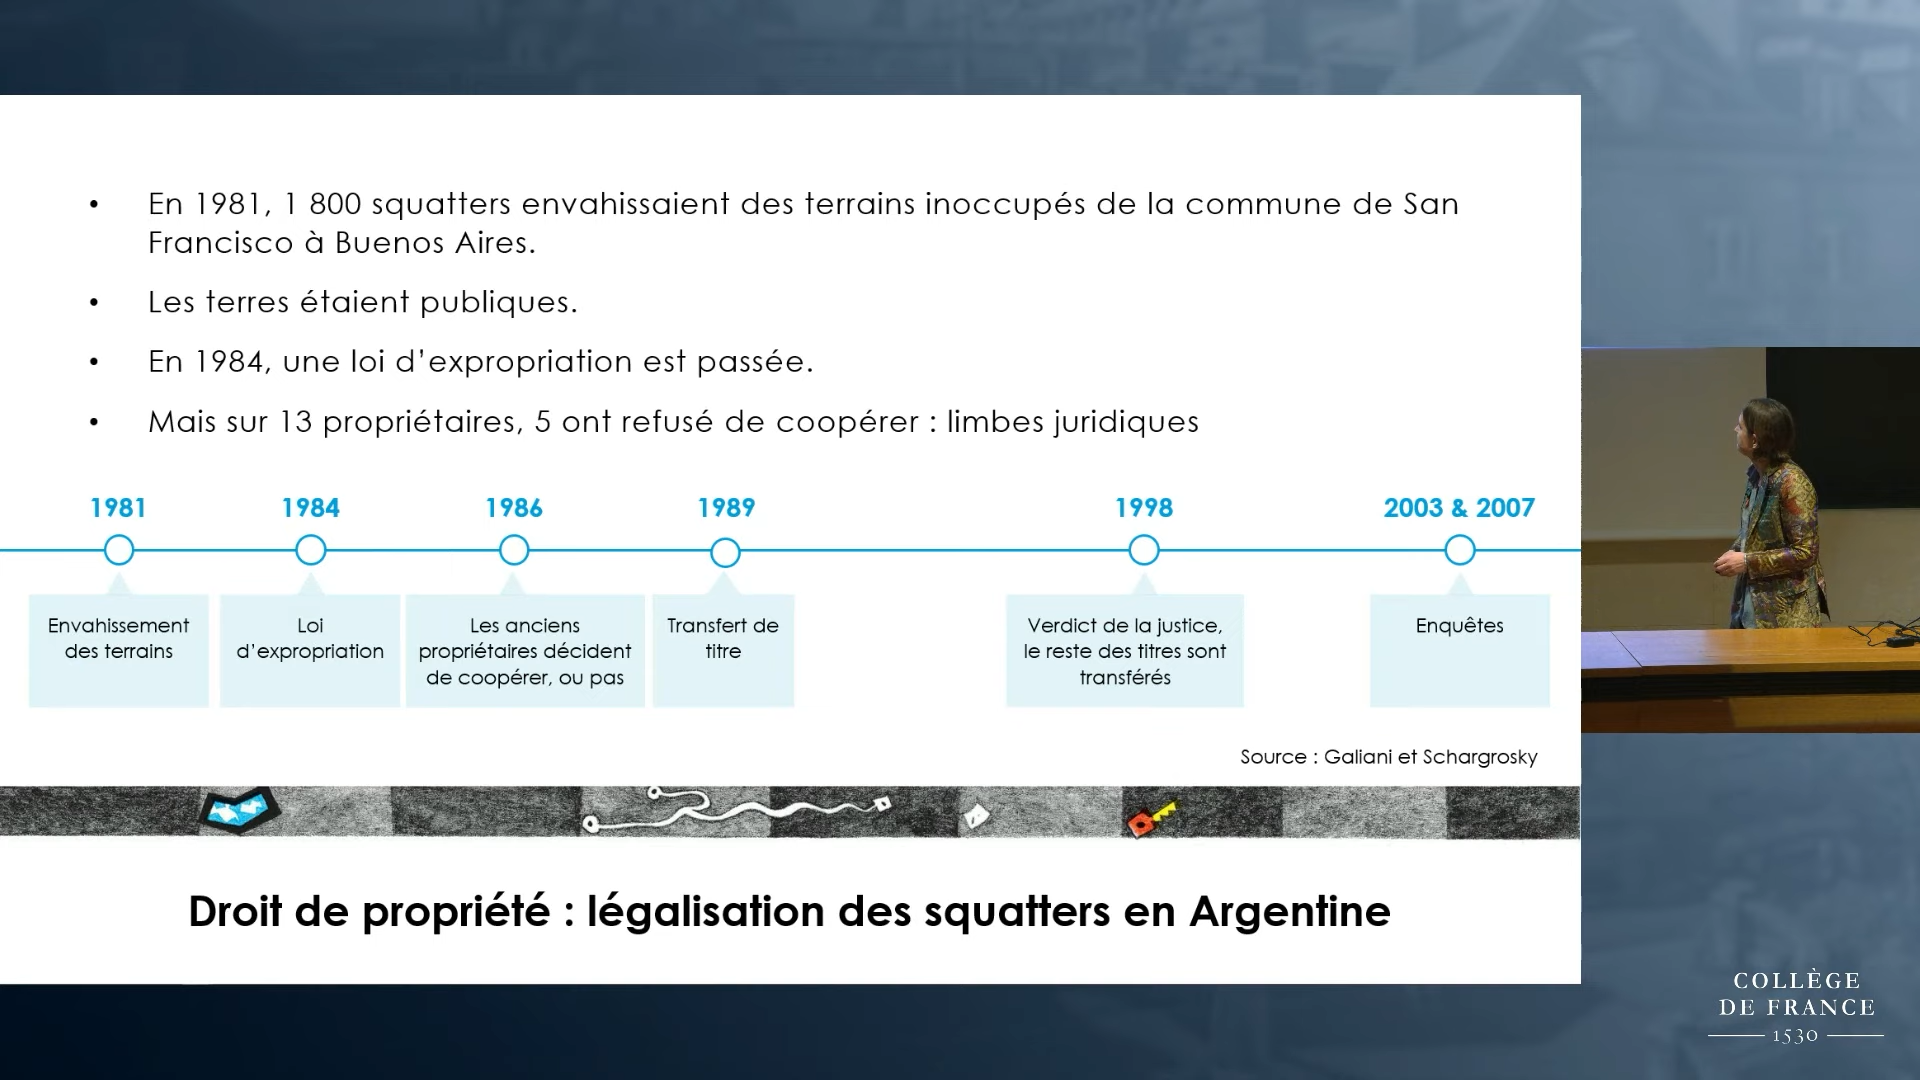 • En 1981, 1 800 squatters envahissaient des terrains inoccupés de la commune de San
Francisco à Buenos Aires.
• Les terres étaient publiques.
• En 1984, une loi d’expropriation est passée.
• Mais sur 13 propriétaires, 5 ont refusé de coopérer : limbes juridiques
1981
1984
1986
1989
1998
2003 & 2007
Envahissement
des terrains
Loi
d’expropriation
Les anciens
propriétaires décident
de coopérer, ou pas
Transfert de
titre
Verdict de la justice,
le reste des titres sont
transférés
Enquêtes
Source : Galiani et Schargrosky
Droit de propriété : légalisation des squatters en Argentine
COLLÈGE
DE FRANCE
1530